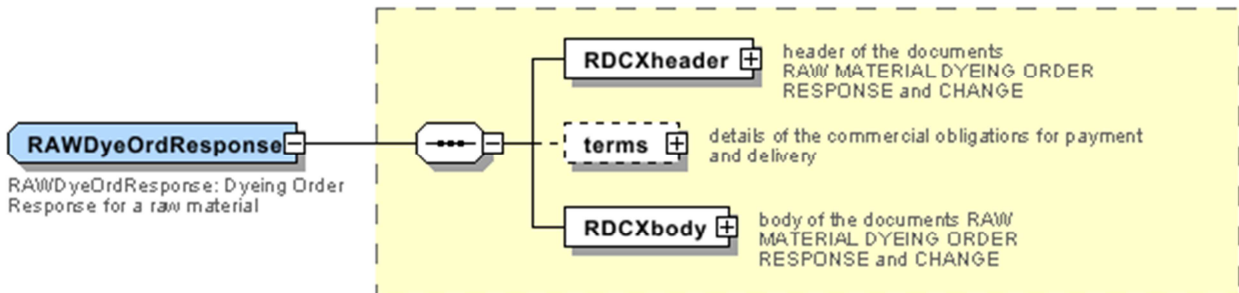 RDCXheader
header of the documents
RAW MATERIAL DYEING ORDER
RESPONSE and CHANGE
RAWDyeOrdResponse
RAWDyeOrdResponse: Dyeing Order
Response for a raw material
terms
details of the commercial obligations for payment
and delivery
RDCXbody
body of the documents RAW
MATERIAL DYEING ORDER
RESPONSE and CHANGE